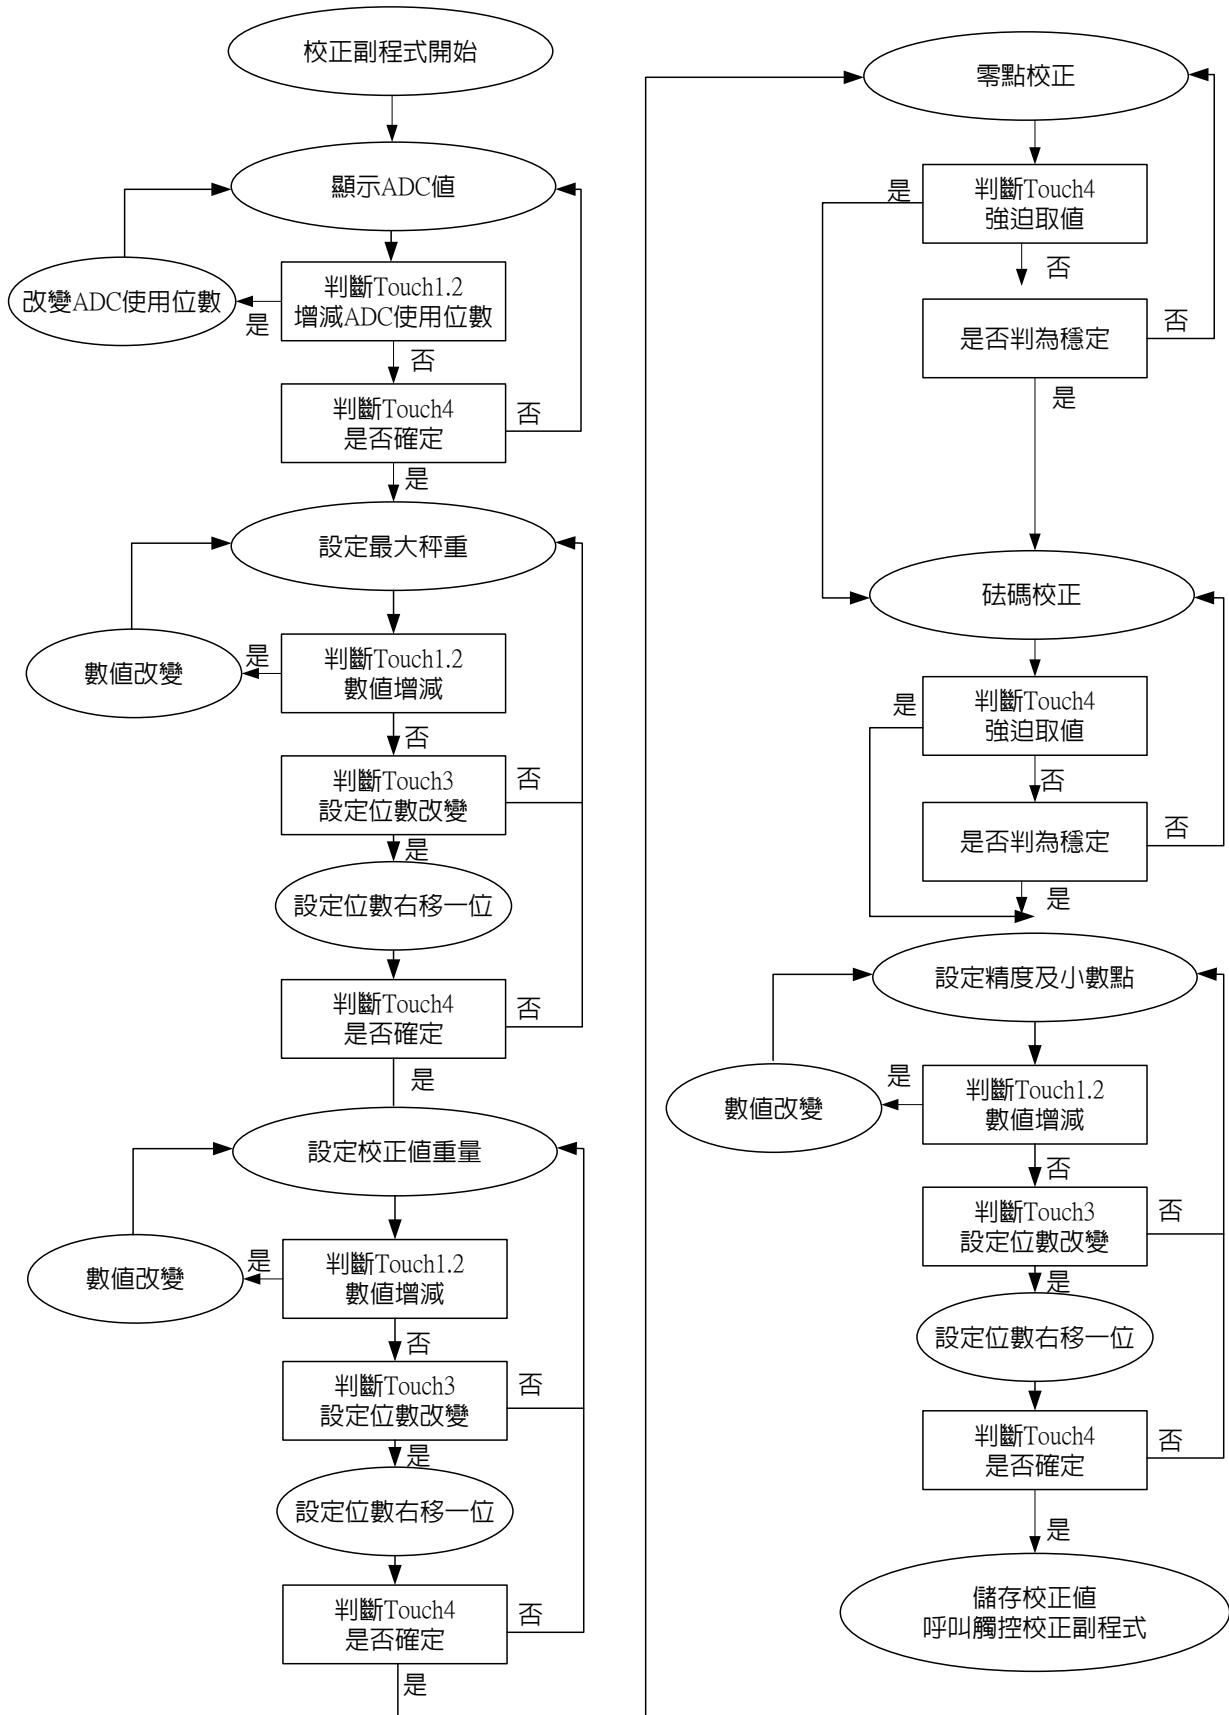 校正副程式開始
顯示ADC值
判斷Touch1.2
增減ADC使用位數
是
改變ADC使用位數
否
判斷Touch4
是否確定
否
是
設定最大秤重
判斷Touch1.2
數值增減
是
數值改變
否
判斷Touch3
設定位數改變
否
是
設定位數右移一位
判斷Touch4
是否確定
否
是
設定校正值重量
判斷Touch1.2
數值增減
是
數值改變
否
判斷Touch3
設定位數改變
否
是
設定位數右移一位
判斷Touch4
是否確定
否
是
零點校正
是
判斷Touch4
強迫取值
否
是否判為穩定
否
是
砝碼校正
判斷Touch4
強迫取值
是
否
是否判為穩定
否
是
設定精度及小數點
判斷Touch1.2
數值增減
是
數值改變
否
判斷Touch3
設定位數改變
否
是
設定位數右移一位
判斷Touch4
是否確定
否
是
儲存校正值
呼叫觸控校正副程式